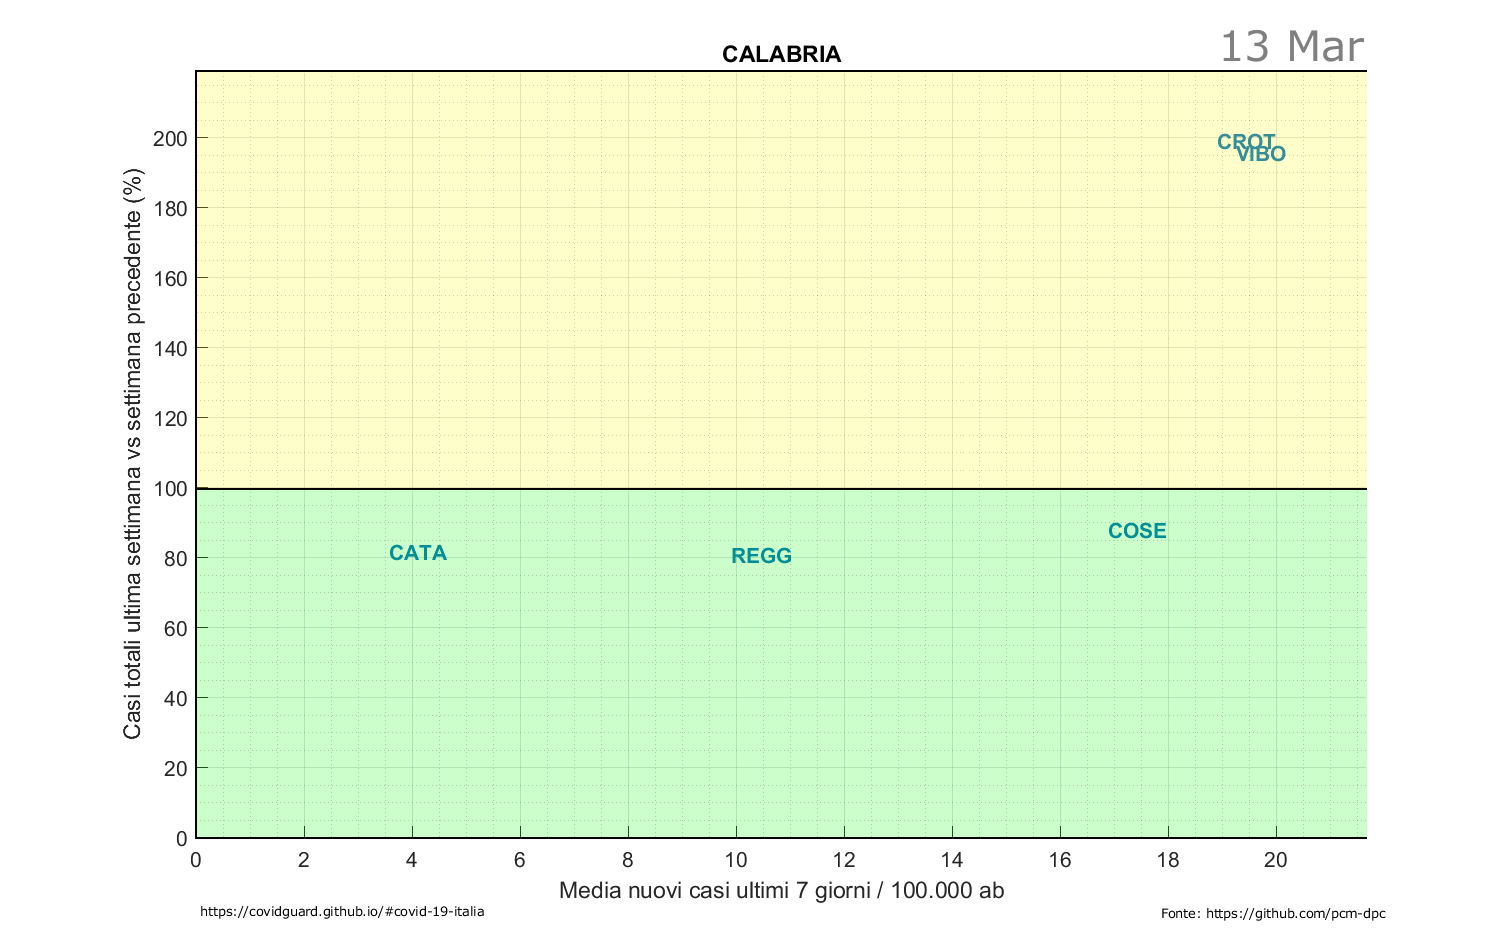 CALABRIA
13 Mar
Casi totali ultima settimana vs settimana precedente (%)
200
180
160
140
120
100
80
60
40
20
0
CROT
VIBO
COSE
CATA
REGG
0 2 4 6 8 10 12 14 16 18 20
Media nuovi casi ultimi 7 giorni / 100.000 ab
https://covidguard.github.io/#covid-19-italia
Fonte: https://github.com/pcm-dpc